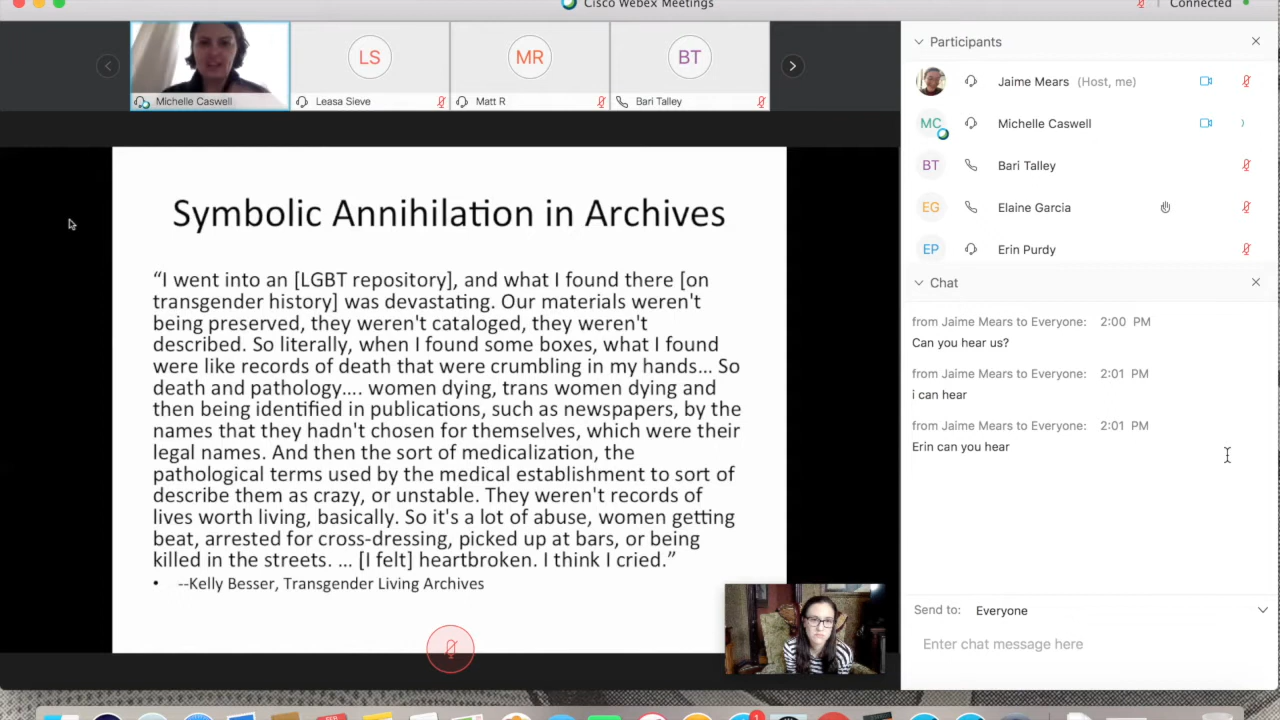 Cisco Webex Meetings
Connected
LS
MR
BT
Michelle Caswell
Leasa Sieve
Matt R
Bari Talley
Symbolic Annihilation in Archives
“I went into an [LGBT repository], and what I found there [on
transgender history] was devastating. Our materials weren't
being preserved, they weren't cataloged, they weren't
described. So literally, when I found some boxes, what I found
were like records of death that were crumbling in my hands... So
death and pathology.... women dying, trans women dying and
then being identified in publications, such as newspapers, by the
names that they hadn't chosen for themselves, which were their
legal names. And then the sort of medicalization, the
pathological terms used by the medical establishment to sort of
describe them as crazy, or unstable. They weren't records of
lives worth living, basically. So it's a lot of abuse, women getting
beat, arrested for cross-dressing, picked up at bars, or being
killed in the streets. ... [I felt] heartbroken. I think I cried.”
• --Kelly Besser, Transgender Living Archives
Participants
Jaime Mears (Host, me)
MC Michelle Caswell
BT Bari Talley
EG Elaine Garcia
EP Erin Purdy
Chat
from Jaime Mears to Everyone: 2:00 PM
Can you hear us?
from Jaime Mears to Everyone: 2:01 PM
i can hear
from Jaime Mears to Everyone: 2:01 PM
Erin can you hear
Send to: Everyone
Enter chat message here